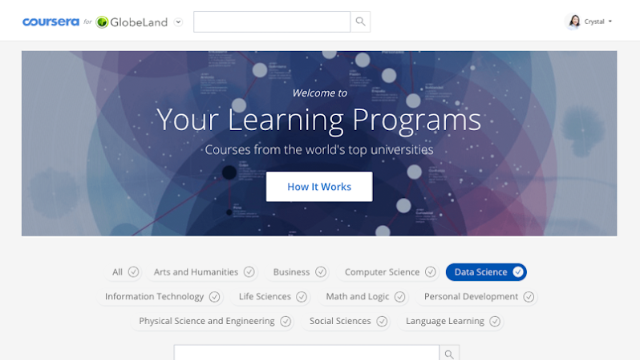 coursera for GlobeLand
Crystal
Welcome to
Your Learning Programs
Courses from the world's top universities
How It Works
All Arts and Humanities Business Computer Science Data Science
Information Technology Life Sciences Math and Logic Personal Development
Physical Science and Engineering Social Sciences Language Learning